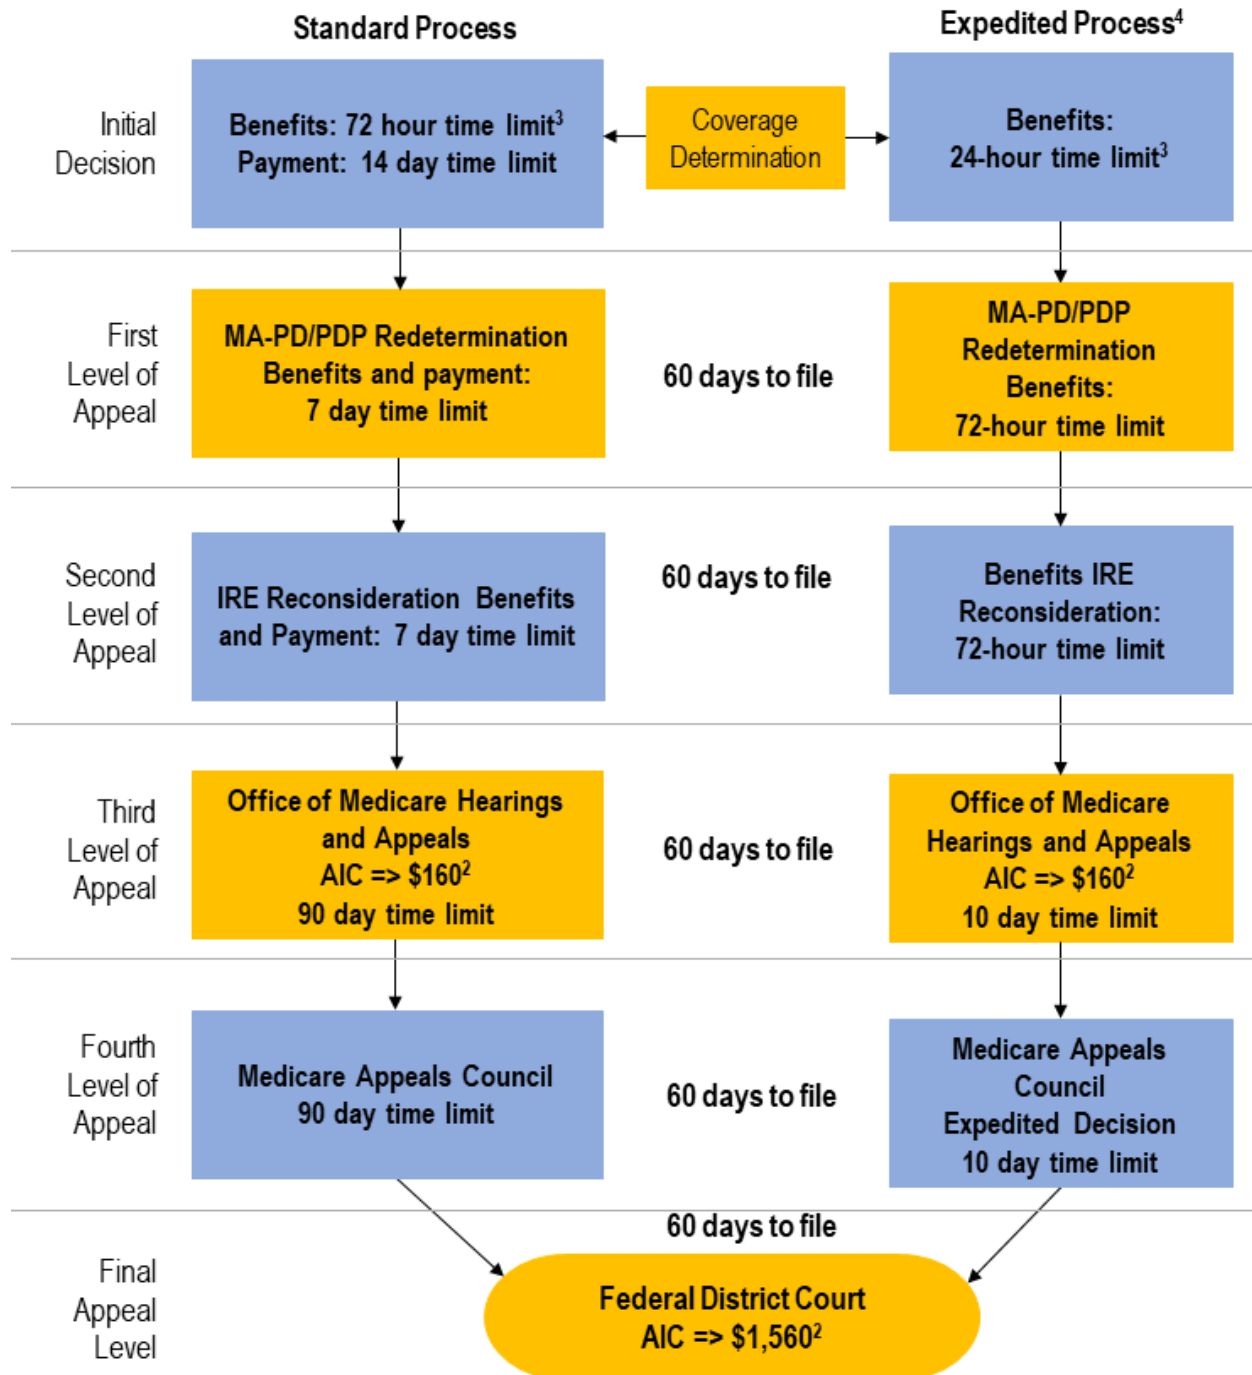 Standard Process
Expedited Process⁴
Initial
Decision
Benefits: 72 hour time limit³
Payment: 14 day time limit
Coverage
Determination
Benefits:
24-hour time limit³
First
Level of
Appeal
MA-PD/PDP Redetermination
Benefits and payment:
7 day time limit
60 days to file
MA-PD/PDP
Redetermination
Benefits:
72-hour time limit
Second
Level of
Appeal
IRE Reconsideration Benefits
and Payment: 7 day time limit
60 days to file
Benefits IRE
Reconsideration:
72-hour time limit
Third
Level of
Appeal
Office of Medicare Hearings
and Appeals
AIC => $160²
90 day time limit
60 days to file
Office of Medicare
Hearings and Appeals
AIC => $160²
10 day time limit
Fourth
Level of
Appeal
Medicare Appeals Council
90 day time limit
60 days to file
Medicare Appeals
Council
Expedited Decision
10 day time limit
60 days to file
Final
Appeal
Level
Federal District Court
AIC => $1,560²